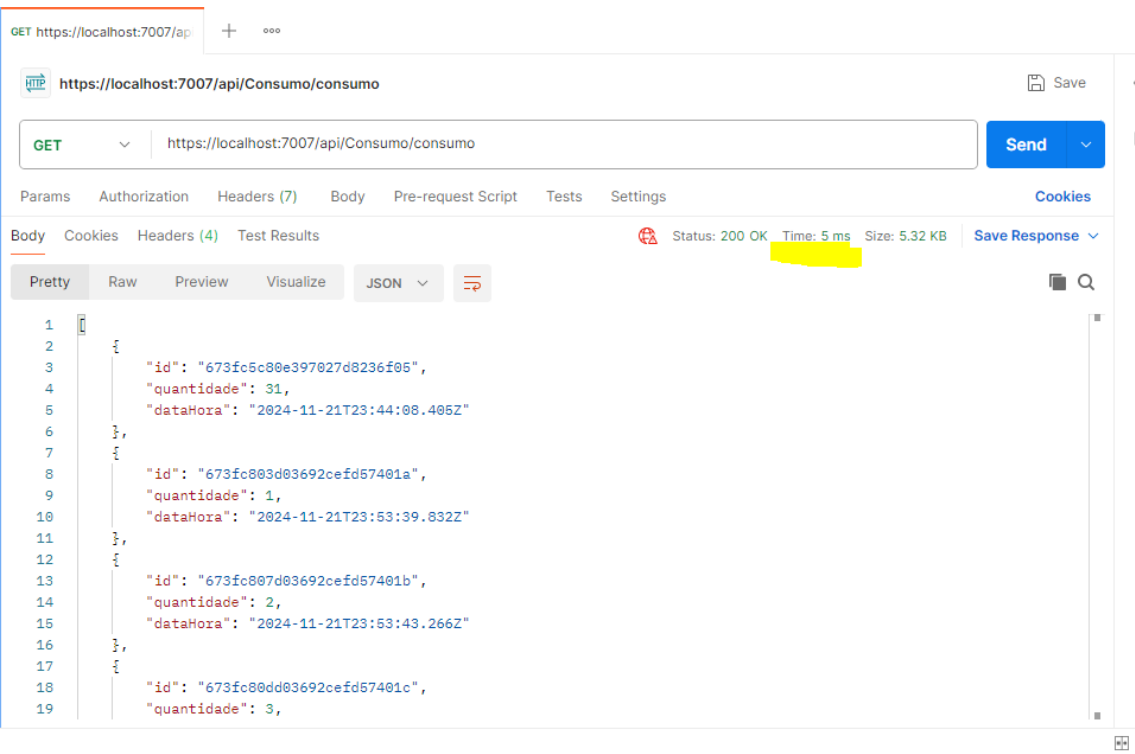 GET https://localhost:7007/ap
HTTP https://localhost:7007/api/Consumo/consumo Save
GET https://localhost:7007/api/Consumo/consumo Send
Params Authorization Headers (7) Body Pre-request Script Tests Settings Cookies
Body Cookies Headers (4) Test Results Status: 200 OK Time: 5 ms Size: 5.32 KB Save Response
Pretty Raw Preview Visualize JSON
1 [
2 {
3 "id": "673fc5c80e397027d8236f05",
4 "quantidade": 31,
5 "dataHora": "2024-11-21T23:44:08.405Z"
6 },
7 {
8 "id": "673fc803d03692cefd57401a",
9 "quantidade": 1,
10 "dataHora": "2024-11-21T23:53:39.832Z"
11 },
12 {
13 "id": "673fc807d03692cefd57401b",
14 "quantidade": 2,
15 "dataHora": "2024-11-21T23:53:43.266Z"
16 },
17 {
18 "id": "673fc80dd03692cefd57401c",
19 "quantidade": 3,